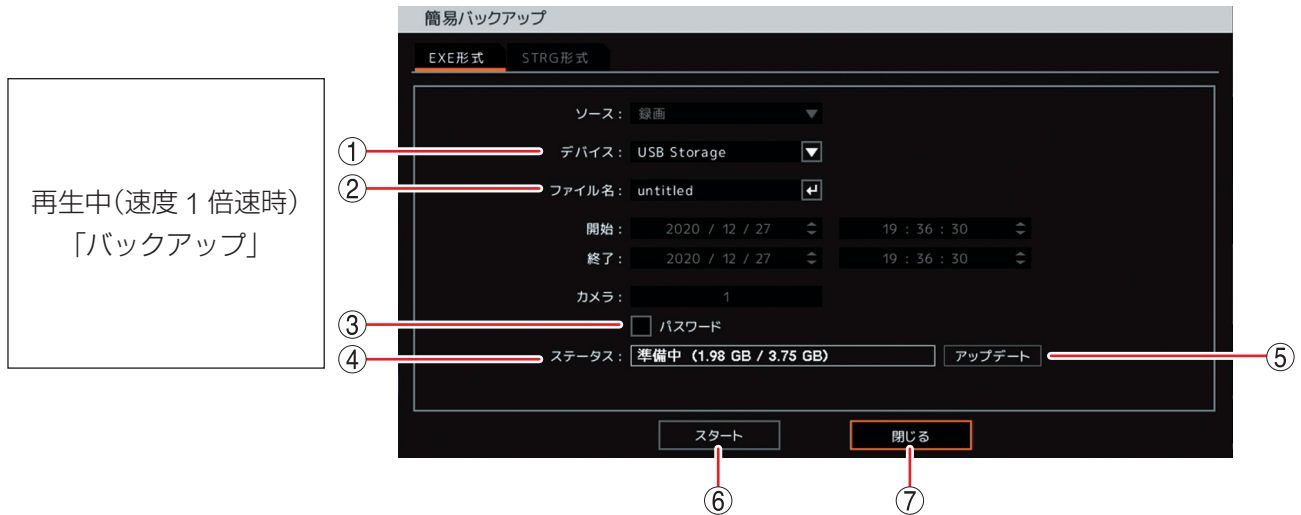 簡易バックアップ
EXE形式 STRG形式
再生中(速度 1 倍速時)
「バックアップ」
ソース : 録画
① デバイス : USB Storage
② ファイル名 : untitled
開始 : 2020 / 12 / 27 19 : 36 : 30
終了 : 2020 / 12 / 27 19 : 36 : 30
カメラ : 1
③ パスワード
④ ステータス : 準備中 (1.98 GB / 3.75 GB) アップデート ⑤
スタート 閉じる
⑥ ⑦